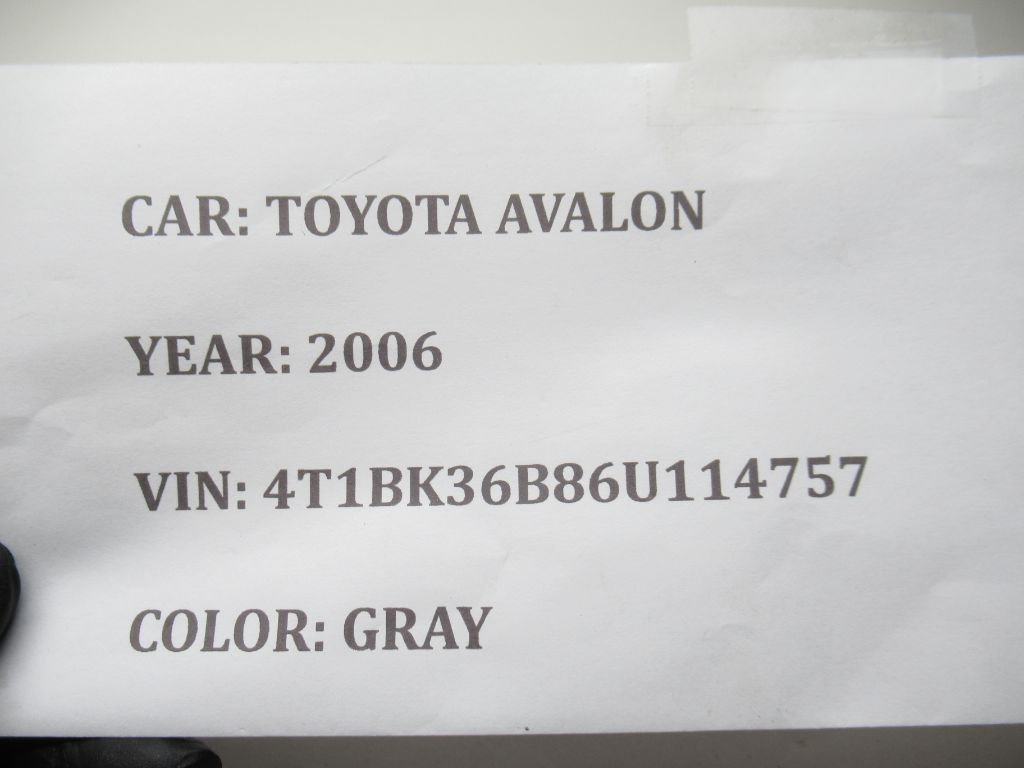 CAR: TOYOTA AVALON
YEAR: 2006
VIN: 4T1BK36B86U114757
COLOR: GRAY